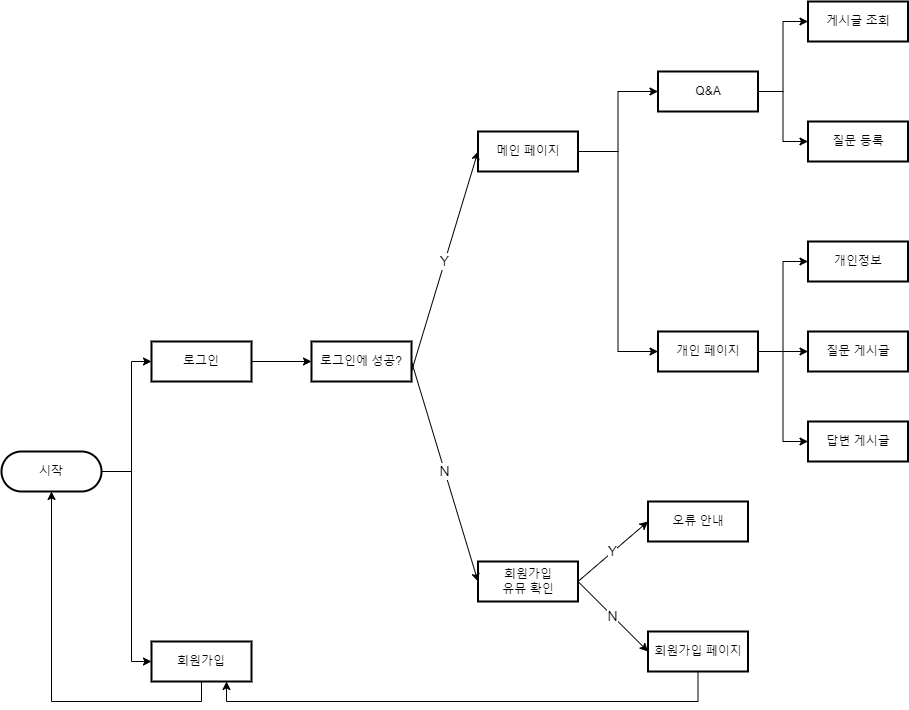 게시글 조회
Q&A
질문 등록
메인 페이지
Y
개인정보
로그인
로그인에 성공?
개인 페이지
질문 게시글
답변 게시글
시작
N
오류 안내
Y
회원가입
유뮤 확인
N
회원가입
회원가입 페이지